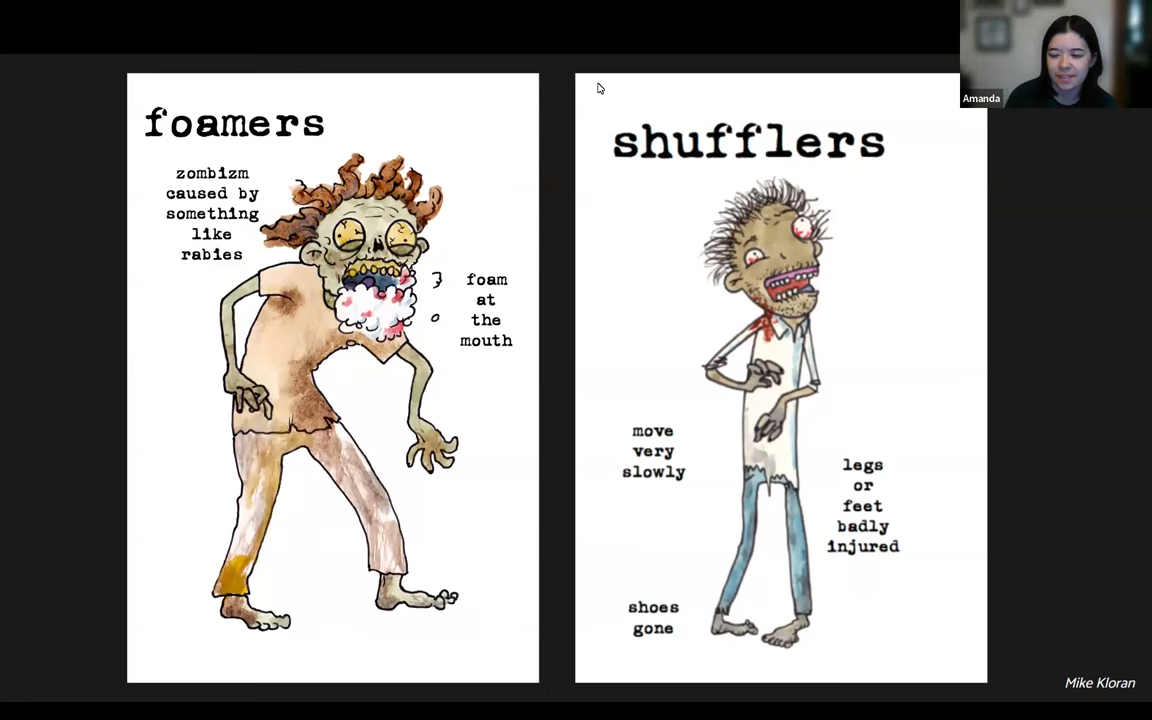 foamers
zombizm
caused by
something
like
rabies
foam
at
the
mouth
shufflers
move
very
slowly
legs
or
feet
badly
injured
shoes
gone
Amanda
Mike Kloran